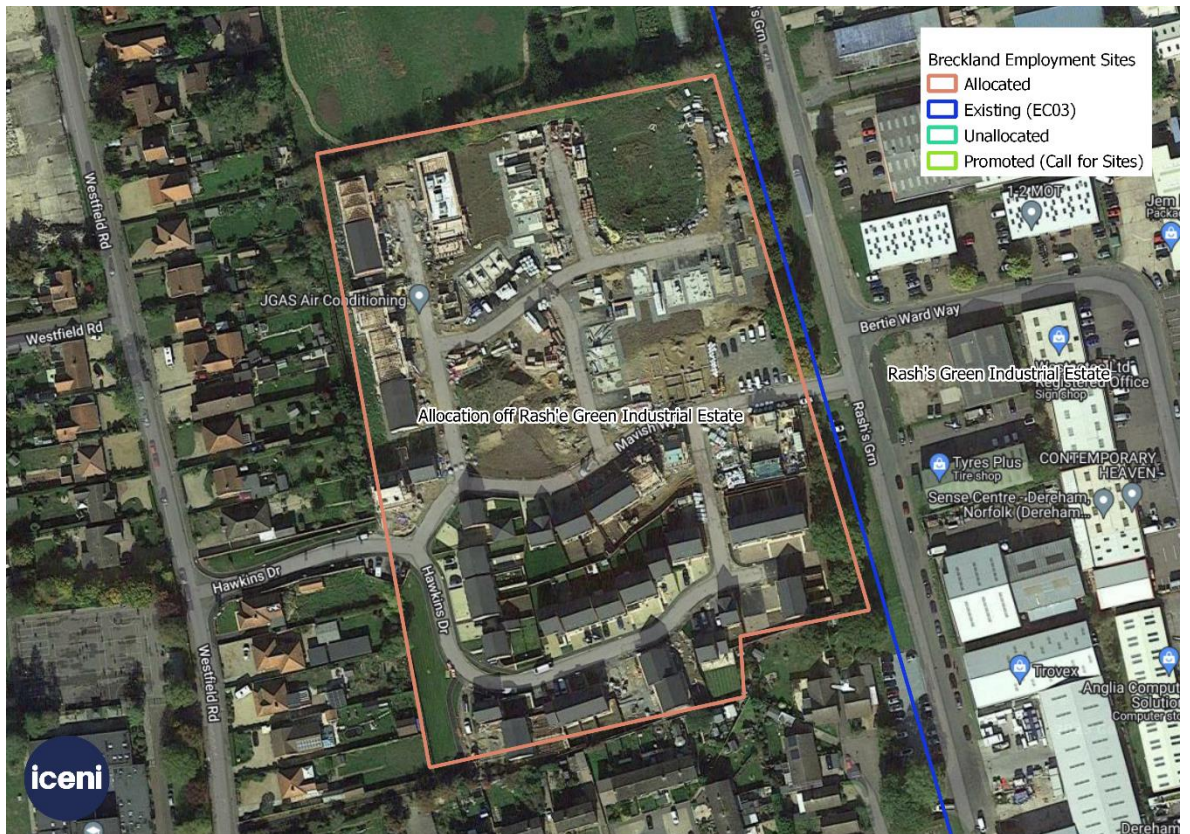 Breckland Employment Sites
Allocated
Existing (EC03)
Unallocated
Promoted (Call for Sites)
Westfield Rd
Westfield Rd
Westfield Rd
JGAS Air Conditioning
Allocation off Rash'e Green Industrial Estate
Hawkins Dr
Hawkins Dr
1-2 MOT
Jem
Bertie Ward Way
Rash's Green Industrial Estate
Registered Office
Sign shop
Rash's Grn
Tyres Plus
Tire shop
CONTEMPORARY
HEAVEN
Sense Centre - Dereham,
Norfolk (Dereham...
Trovex
Anglia Comput
Solution
Computer sto
Dereham
iceni